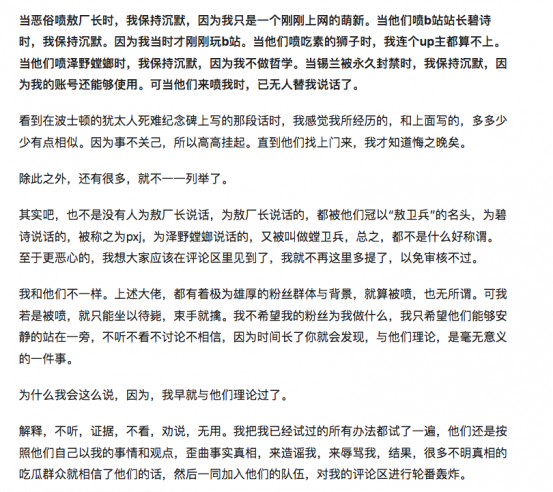 当恶俗喷敖厂长时，我保持沉默，因为我只是一个刚刚上网的萌新。当他们喷b站站长碧诗
时，我保持沉默。因为我当时才刚刚玩b站。当他们喷吃素的狮子时，我连个up主都算不上。
当他们喷泽野螳螂时，我保持沉默，因为我不做哲学。当锡兰被永久封禁时，我保持沉默，因
为我的账号还能够使用。可当他们来喷我时，已无人替我说话了。
看到在波士顿的犹太人死难纪念碑上写的那段话时，我感觉我所经历的，和上面写的，多多少
少有点相似。因为事不关己，所以高高挂起。直到他们找上门来，我才知道悔之晚矣。
除此之外，还有很多，就不一一列举了。
其实吧，也不是没有人为敖厂长说话，为敖厂长说话的，都被他们冠以“敖卫兵”的名头，为碧
诗说话的，被称之为pxj，为泽野螳螂说话的，又被叫做螳卫兵，总之，都不是什么好称谓。
至于更恶心的，我想大家应该在评论区里见到了，我就不再这里多提了，以免审核不过。
我和他们不一样。上述大佬，都有着极为雄厚的粉丝群体与背景，就算被喷，也无所谓。可我
若是被喷，就只能坐以待毙，束手就擒。我不希望我的粉丝为我做什么，我只希望他们能够安
静的站在一旁，不听不看不讨论不相信，因为时间长了你就会发现，与他们理论，是毫无意义
的一件事。
为什么我会这么说，因为，我早就与他们理论过了。
解释，不听，证据，不看，劝说，无用。我把我已经试过的所有办法都试了一遍，他们还是按
照他们自己以我的事情和观点，歪曲事实真相，来造谣我，来辱骂我，结果，很多不明真相的
吃瓜群众就相信了他们的话，然后一同加入他们的队伍，对我的评论区进行轮番轰炸。